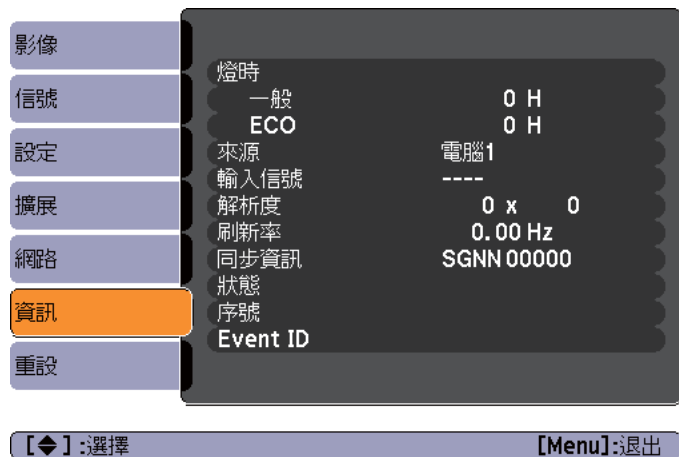 影像
信號
設定
擴展
網路
資訊
重設
燈時
一般 0 H
ECO 0 H
來源 電腦1
輸入信號 ----
解析度 0 x 0
刷新率 0.00 Hz
同步資訊 SGNN 00000
狀態
序號
Event ID
[◆] :選擇 [Menu]:退出